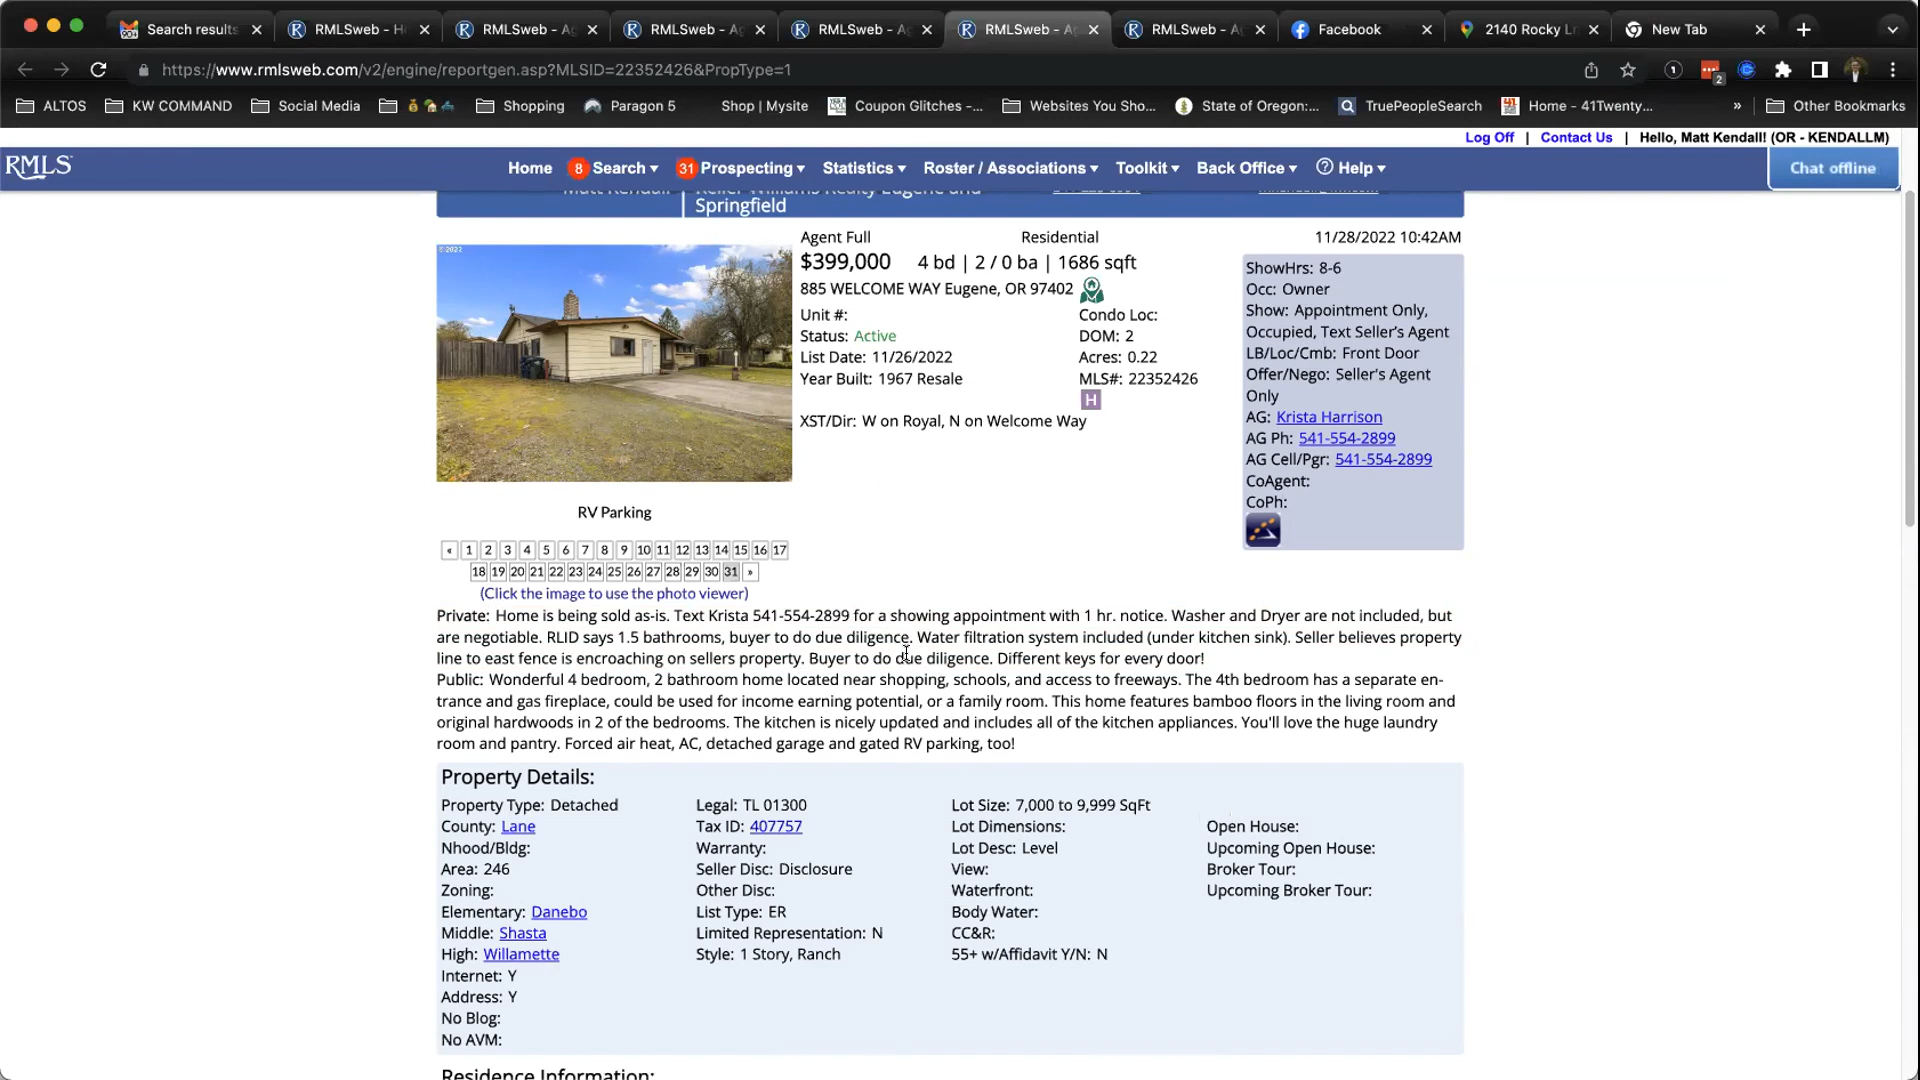 Search results
RMLSweb - H
RMLSweb - Ag
RMLSweb - Ag
RMLSweb - Ag
RMLSweb - Ag
RMLSweb - Ag
Facebook
2140 Rocky Ln
New Tab
https://www.rmlsweb.com/v2/engine/reportgen.asp?MLSID=22352426&PropType=1
2
ALTOS
KW COMMAND
Social Media
Shopping
Paragon 5
Shop | Mysite
Coupon Glitches -...
Websites You Sho...
State of Oregon:...
TruePeopleSearch
Home - 41Twenty...
»
Other Bookmarks
Log Off | Contact Us | Hello, Matt Kendall! (OR - KENDALLM)
RMLS
Home
8 Search
31 Prospecting
Statistics
Roster / Associations
Toolkit
Back Office
Help
Chat offline
Matt Kendall
Keller Williams Realty Eugene and
Springfield
©2022
Agent Full Residential 11/28/2022 10:42AM
$399,000 4 bd | 2 / 0 ba | 1686 sqft
885 WELCOME WAY Eugene, OR 97402
Unit #: Condo Loc:
Status: Active DOM: 2
List Date: 11/26/2022 Acres: 0.22
Year Built: 1967 Resale MLS#: 22352426
H
XST/Dir: W on Royal, N on Welcome Way
ShowHrs: 8-6
Occ: Owner
Show: Appointment Only,
Occupied, Text Seller's Agent
LB/Loc/Cmb: Front Door
Offer/Nego: Seller's Agent
Only
AG: Krista Harrison
AG Ph: 541-554-2899
AG Cell/Pgr: 541-554-2899
CoAgent:
CoPh:
RV Parking
« 1 2 3 4 5 6 7 8 9 10 11 12 13 14 15 16 17
18 19 20 21 22 23 24 25 26 27 28 29 30 31 »
(Click the image to use the photo viewer)
Private: Home is being sold as-is. Text Krista 541-554-2899 for a showing appointment with 1 hr. notice. Washer and Dryer are not included, but
are negotiable. RLID says 1.5 bathrooms, buyer to do due diligence. Water filtration system included (under kitchen sink). Seller believes property
line to east fence is encroaching on sellers property. Buyer to do due diligence. Different keys for every door!
Public: Wonderful 4 bedroom, 2 bathroom home located near shopping, schools, and access to freeways. The 4th bedroom has a separate en-
trance and gas fireplace, could be used for income earning potential, or a family room. This home features bamboo floors in the living room and
original hardwoods in 2 of the bedrooms. The kitchen is nicely updated and includes all of the kitchen appliances. You'll love the huge laundry
room and pantry. Forced air heat, AC, detached garage and gated RV parking, too!
Property Details:
Property Type: Detached
County: Lane
Nhood/Bldg:
Area: 246
Zoning:
Elementary: Danebo
Middle: Shasta
High: Willamette
Internet: Y
Address: Y
No Blog:
No AVM:
Legal: TL 01300
Tax ID: 407757
Warranty:
Seller Disc: Disclosure
Other Disc:
List Type: ER
Limited Representation: N
Style: 1 Story, Ranch
Lot Size: 7,000 to 9,999 SqFt
Lot Dimensions:
Lot Desc: Level
View:
Waterfront:
Body Water:
CC&R:
55+ w/Affidavit Y/N: N
Open House:
Upcoming Open House:
Broker Tour:
Upcoming Broker Tour:
Residence Information: